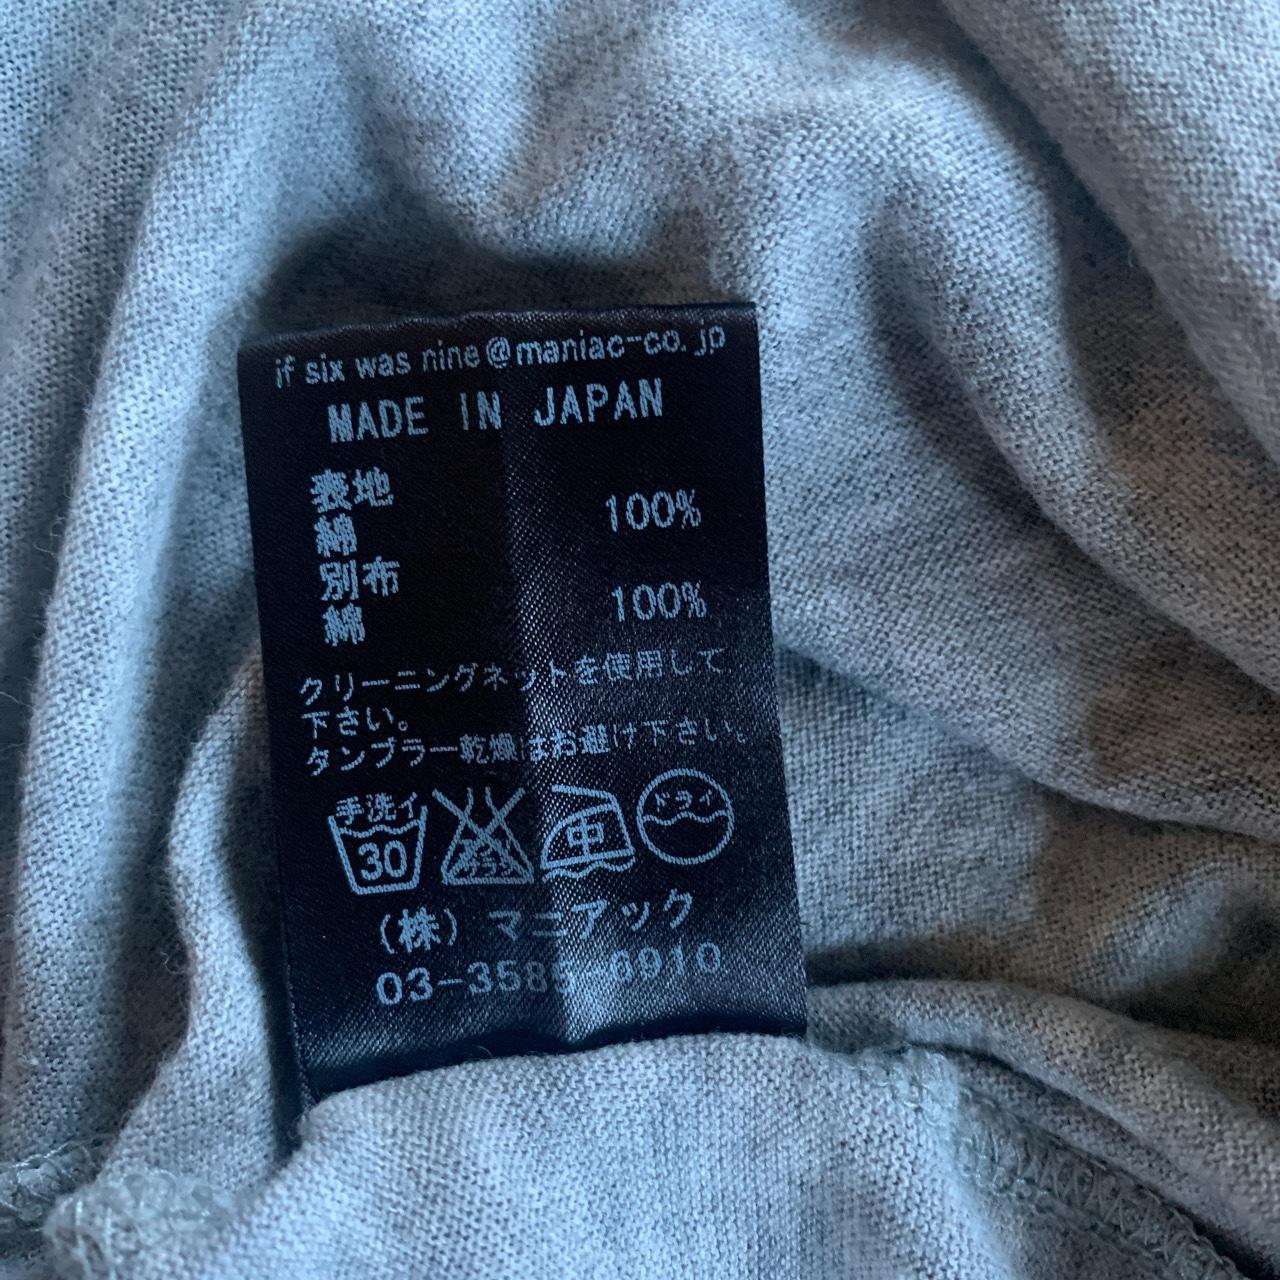 if six was nine@maniac-co.jp
MADE IN JAPAN
表地
綿 100%
別布
綿 100%
クリーニングネットを使用して
下さい。
タンブラー乾燥はお避け下さい。
手洗イ
30
中
ドライ
(株) マニアック